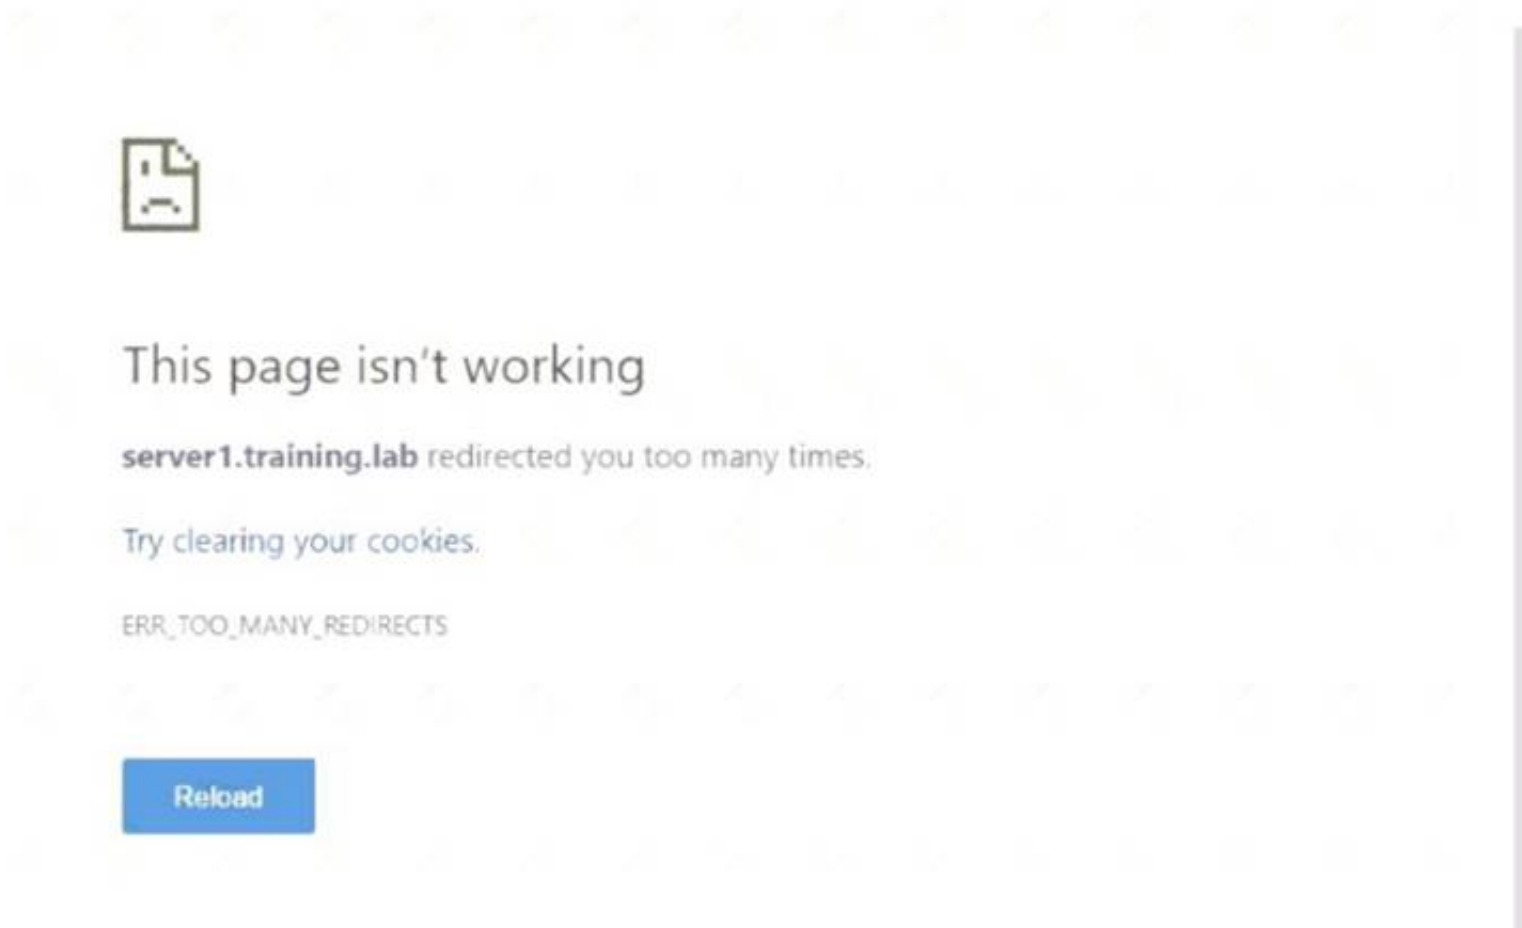 This page isn't working
server1.training.lab redirected you too many times.
Try clearing your cookies.
ERR_TOO_MANY_REDIRECTS
Reload